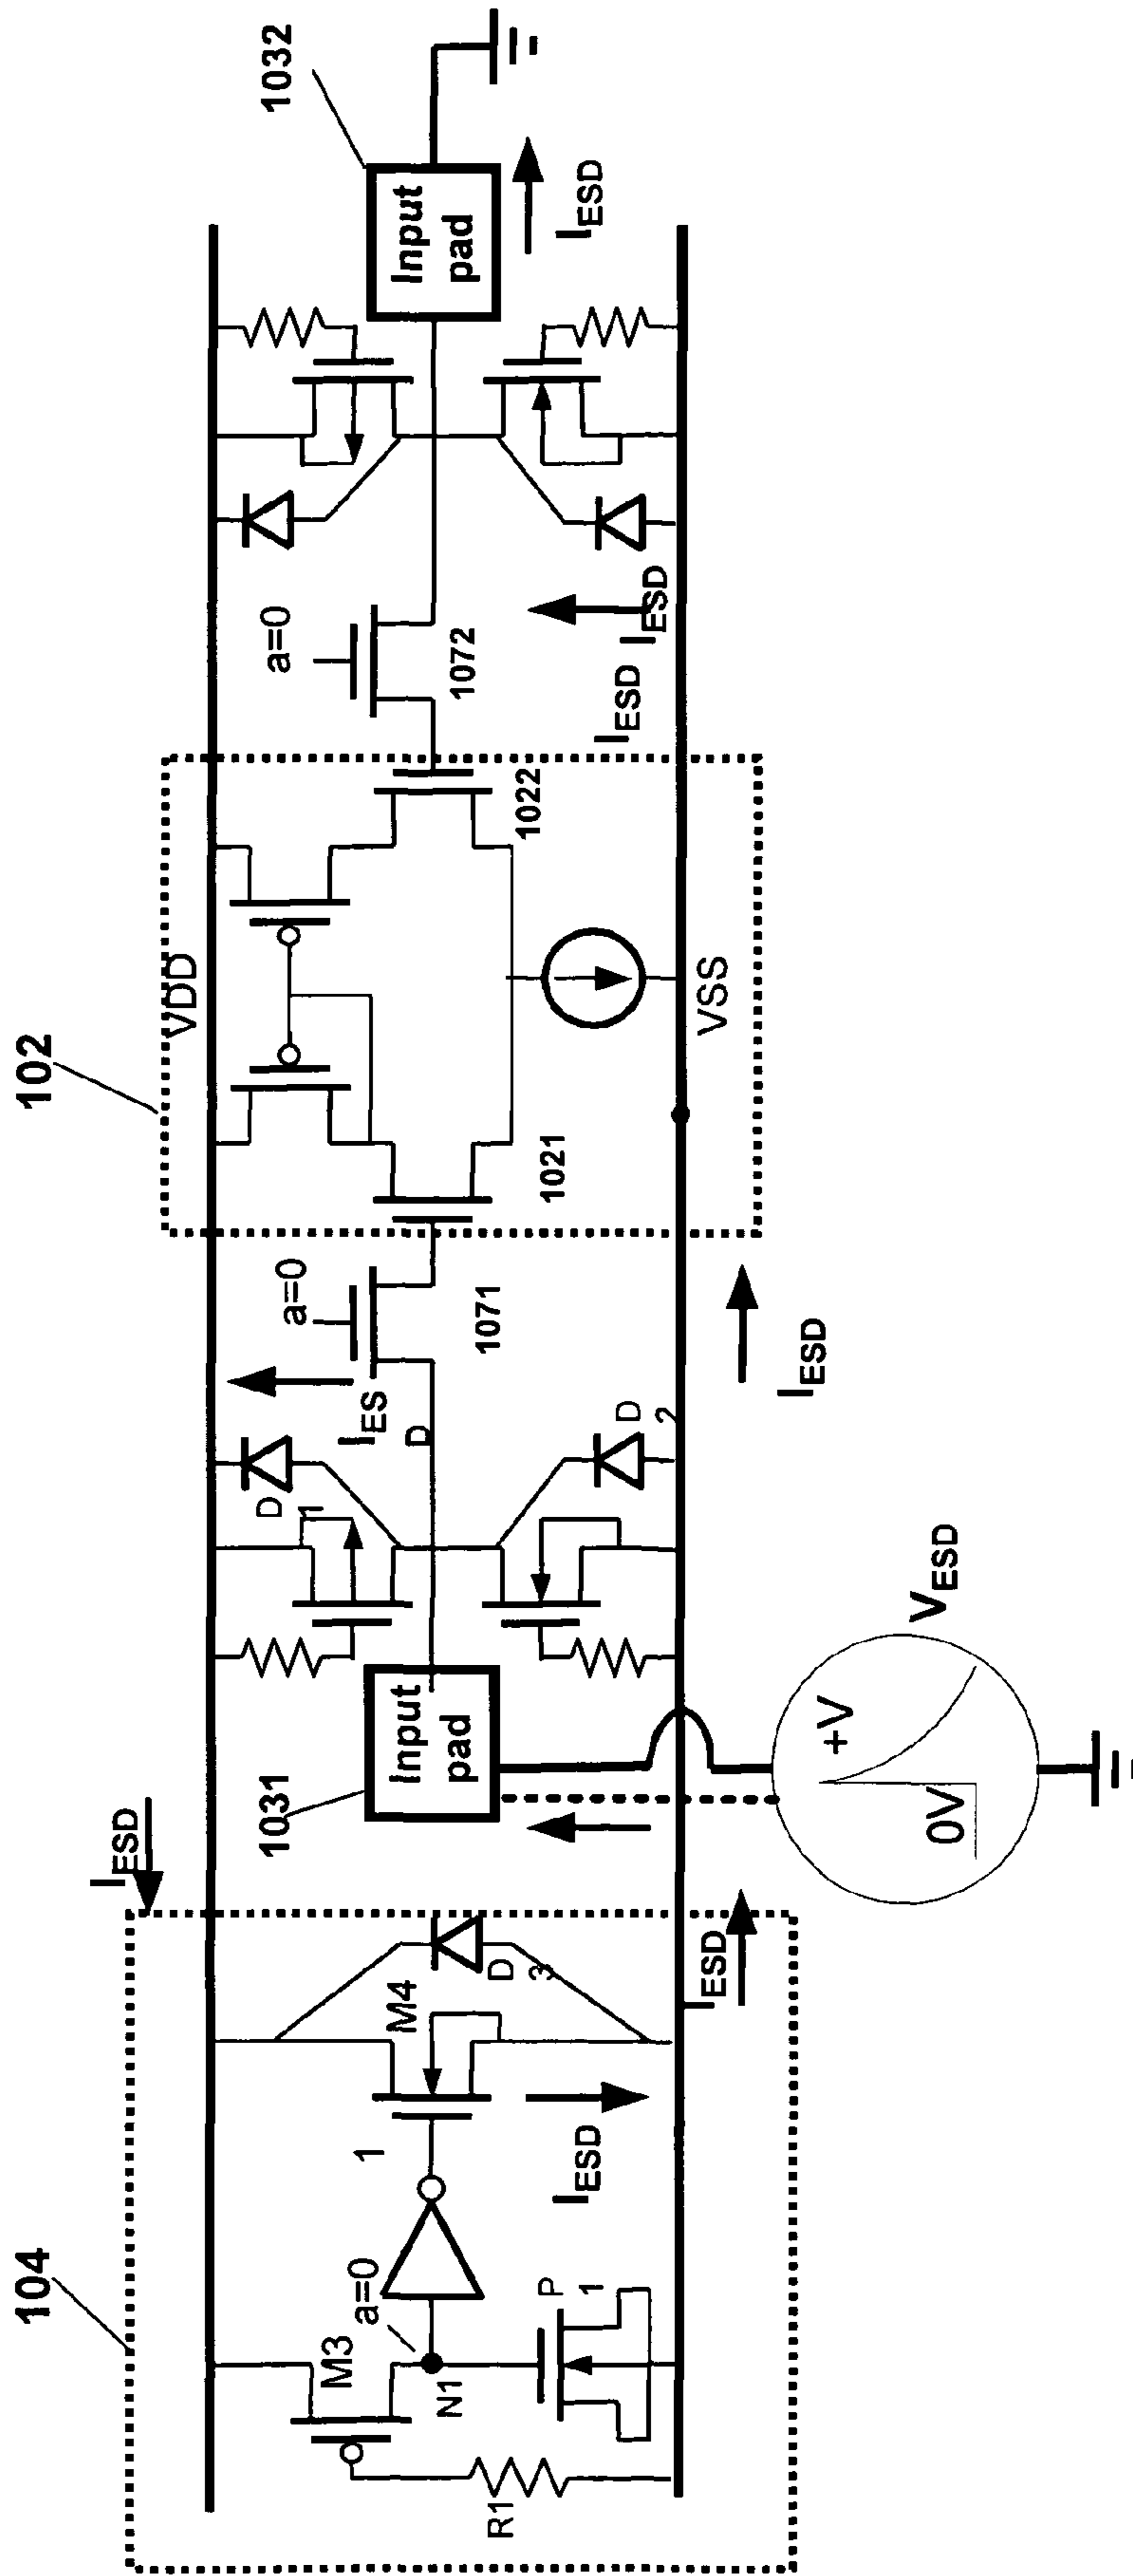 104
102
1032
I_ESD
VDD
a=0
a=0
M3
a=0
1
M4
1031
Input
pad
D
1
I_ES
D
Input
pad
N1
R1
P
1
D
3
I_ESD
D
2
1071
1021
1022
1072
I_ESD
I_ESD
I_ESD
I_ESD
I_ESD
VSS
I_ESD
0V
+V
V_ESD